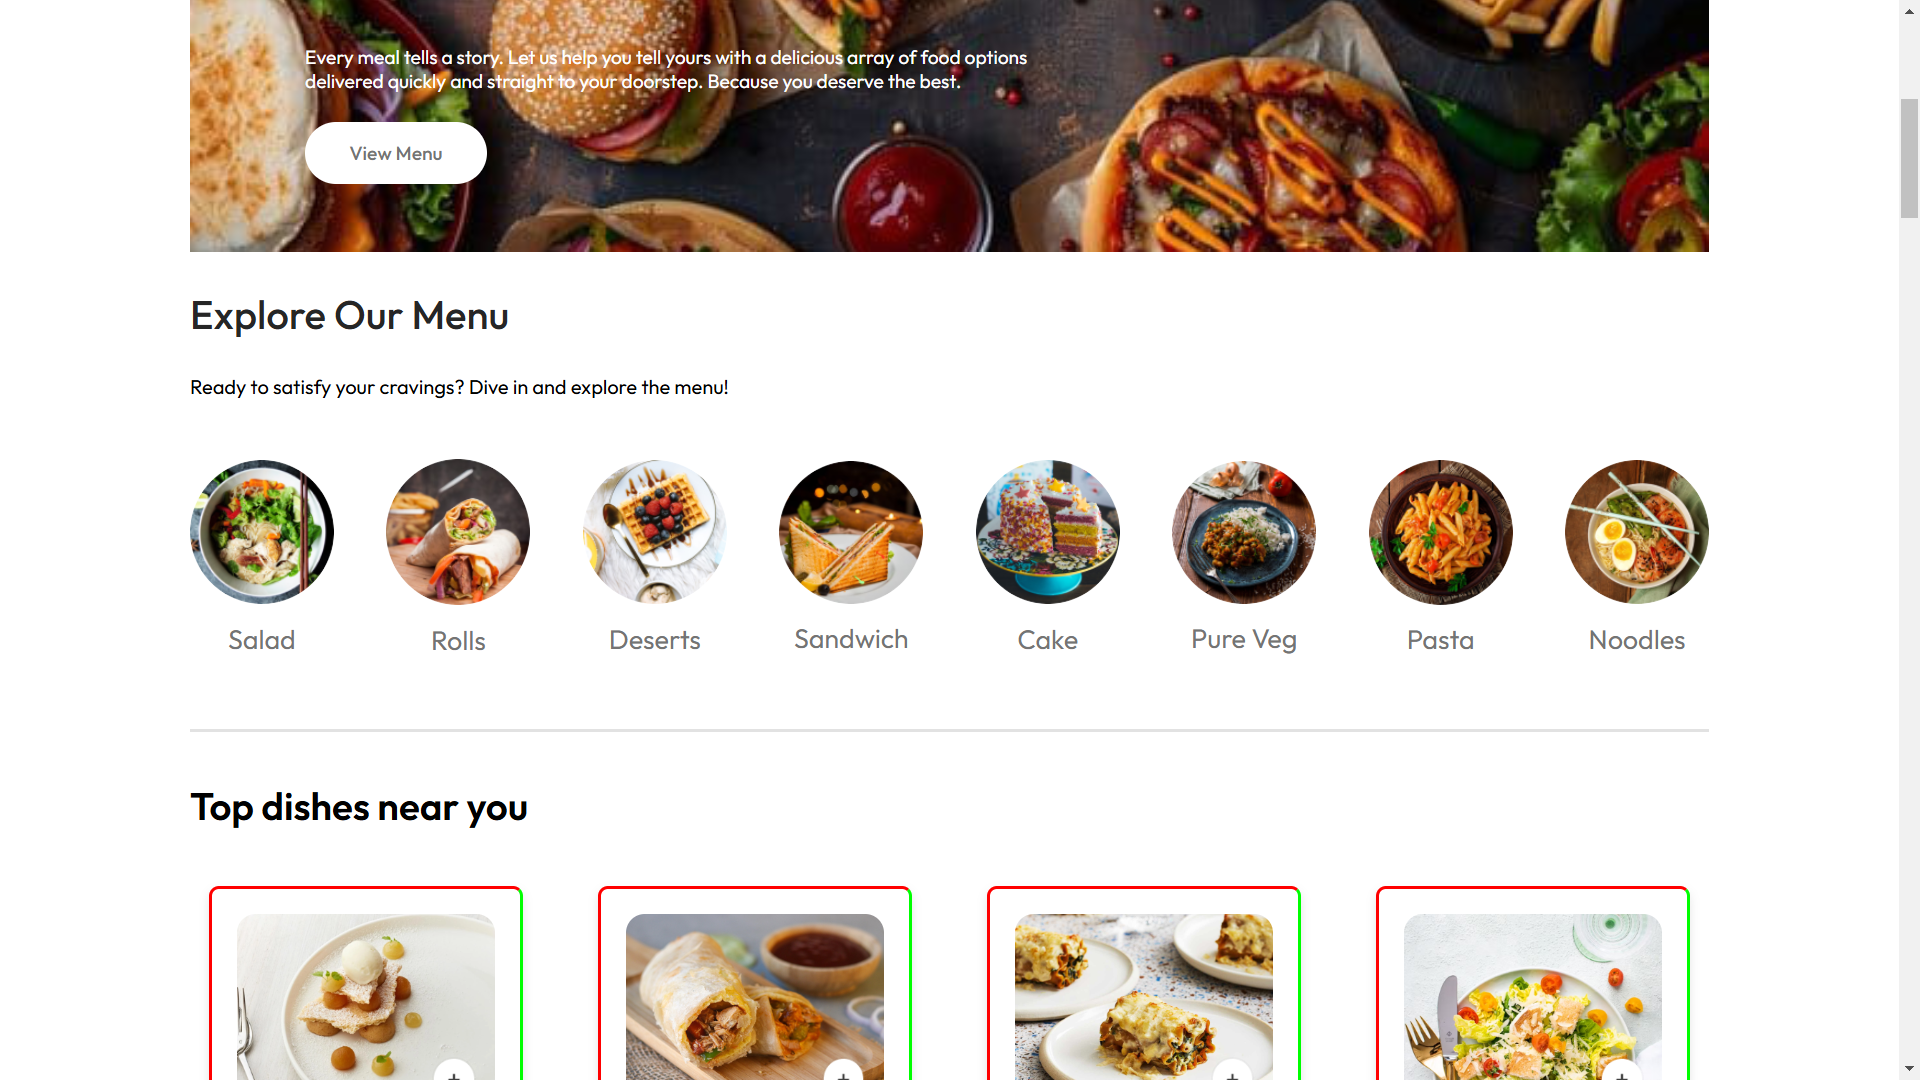 Every meal tells a story. Let us help you tell yours with a delicious array of food options
delivered quickly and straight to your doorstep. Because you deserve the best.
View Menu
Explore Our Menu
Ready to satisfy your cravings? Dive in and explore the menu!
Salad
Rolls
Deserts
Sandwich
Cake
Pure Veg
Pasta
Noodles
Top dishes near you